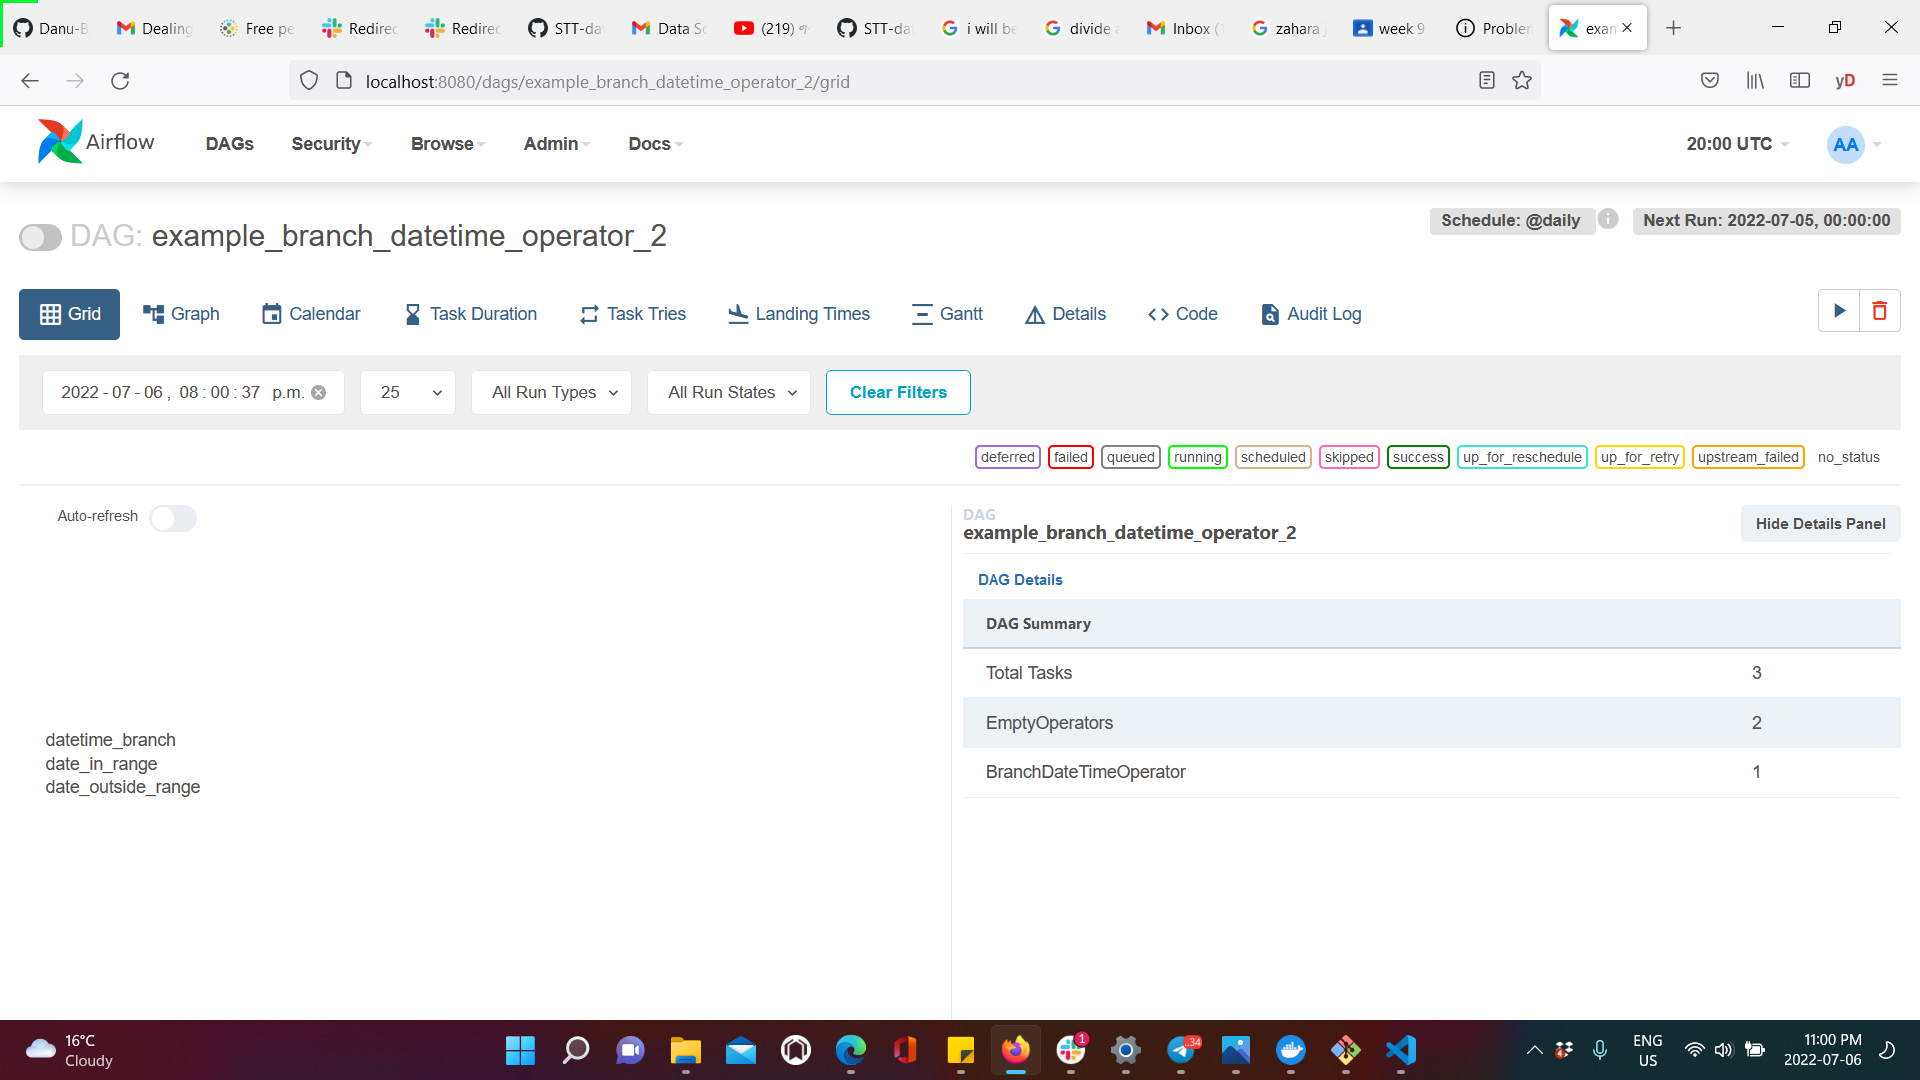 Danu-B
Dealing
Free pe
Redirec
Redirec
STT-dat
Data Sc
(219)
STT-dat
i will be
divide a
Inbox (1
zahara j
week 9
Problem
exam
localhost:8080/dags/example_branch_datetime_operator_2/grid
yD
Airflow
DAGs
Security
Browse
Admin
Docs
20:00 UTC
AA
DAG: example_branch_datetime_operator_2
Schedule: @daily
i
Next Run: 2022-07-05, 00:00:00
Grid
Graph
Calendar
Task Duration
Task Tries
Landing Times
Gantt
Details
Code
Audit Log
2022-07-06, 08:00:37 p.m.
25
All Run Types
All Run States
Clear Filters
deferred
failed
queued
running
scheduled
skipped
success
up_for_reschedule
up_for_retry
upstream_failed
no_status
Auto-refresh
DAG
example_branch_datetime_operator_2
Hide Details Panel
DAG Details
DAG Summary
Total Tasks 3
EmptyOperators 2
BranchDateTimeOperator 1
datetime_branch
date_in_range
date_outside_range
16°C
Cloudy
1
34
ENG
US
11:00 PM
2022-07-06